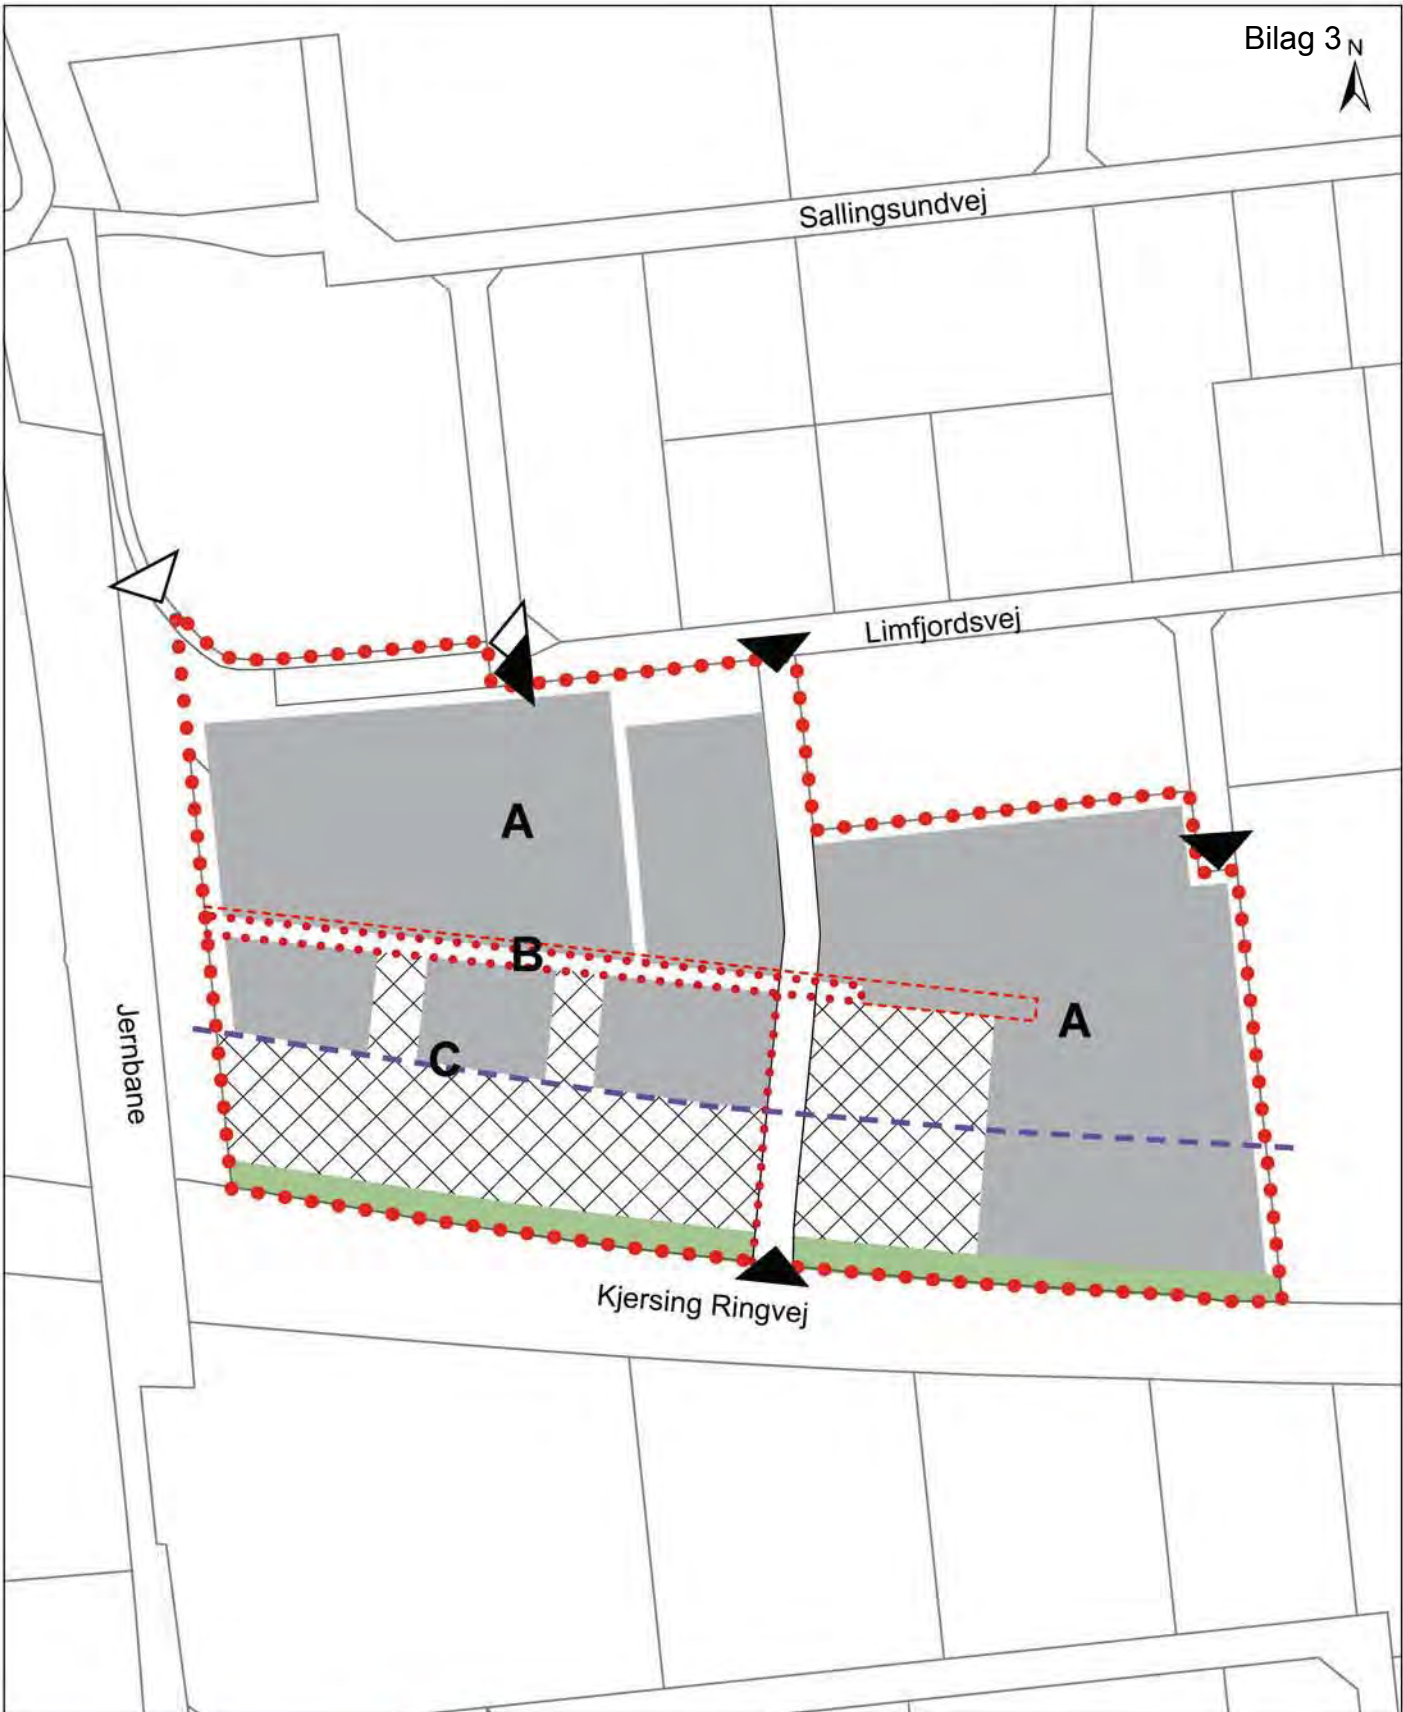 Bilag 3
N
Sallingsundvej
Limfjordsvej
A
B
A
C
Jernbane
Kjersing Ringvej